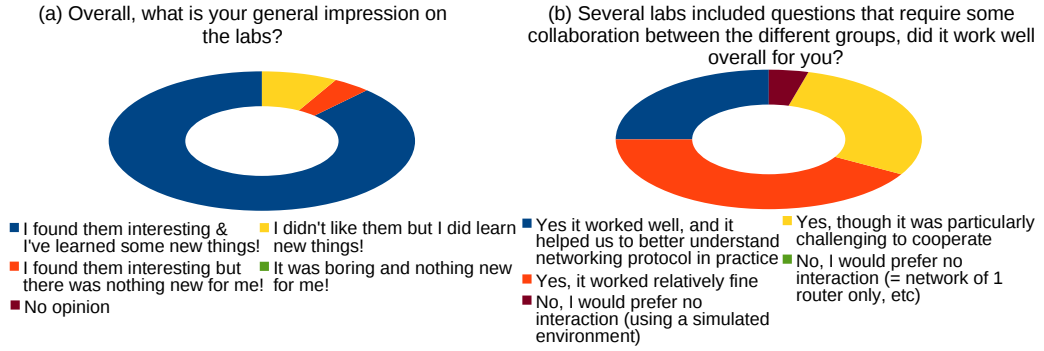 (a) Overall, what is your general impression on
the labs?
I found them interesting &
I've learned some new things!
I didn't like them but I did learn
new things!
I found them interesting but
there was nothing new for me!
It was boring and nothing new
for me!
No opinion
(b) Several labs included questions that require some
collaboration between the different groups, did it work well
overall for you?
Yes it worked well, and it
helped us to better understand
networking protocol in practice
Yes, though it was particularly
challenging to cooperate
Yes, it worked relatively fine
No, I would prefer no
interaction (= network of 1
router only, etc)
No, I would prefer no
interaction (using a simulated
environment)